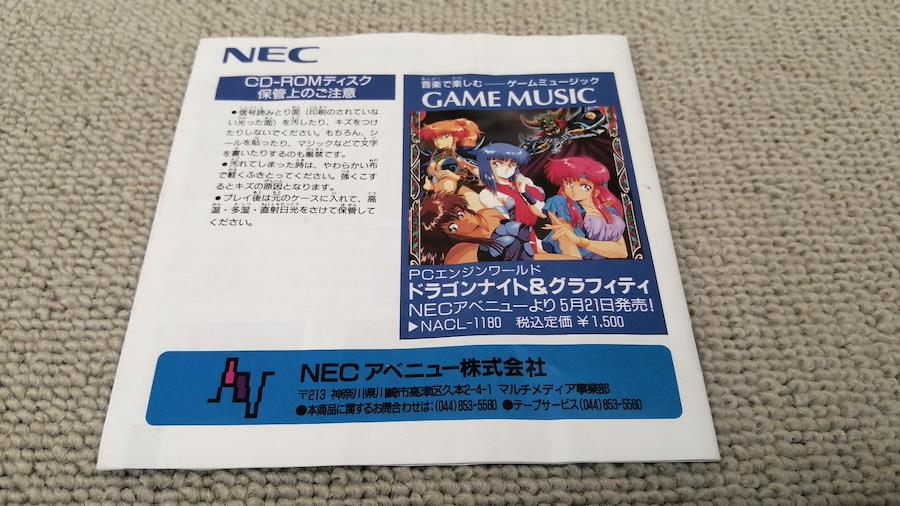 NEC
CD-ROMディスク
保管上のご注意
●信号読みとり面（印刷のされていな
い光った面）を汚したり、キズをつけ
たりしないでください。もちろん、シ
ールを貼ったり、マジックなどで文字
を書いたりするのも厳禁です。
●汚れてしまった時は、やわらかい布
で軽くふきとってください。強くこす
るとキズの原因となります。
●プレイ後は元のケースに入れて、高
温・多湿・直射日光をさけて保管して
ください。
音楽で楽しむ──ゲームミュージック
GAME MUSIC
PCエンジンワールド
ドラゴンナイト&グラフィティ
NECアベニューより5月21日発売!
▶NACL-1180 税込定価 ¥1,500
NECアベニュー株式会社
〒213 神奈川県川崎市高津区久本2-4-1 マルチメディア事業部
●本商品に関するお問合わせは:(044)853-5580 ●テープサービス(044)853-5560